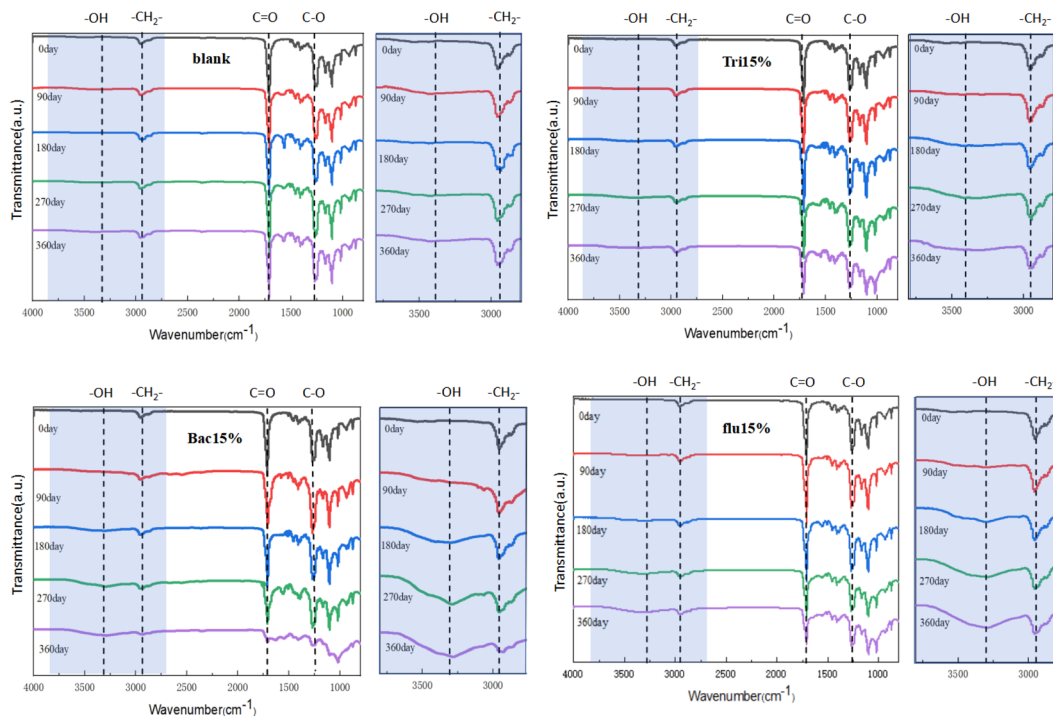 -OH -CH₂- C=O C-O -OH -CH₂-
blank
0day
90day
180day
270day
360day
0day
90day
180day
270day
360day
Transmittance(a.u.)
4000 3500 3000 2500 2000 1500 1000
3500 3000
Wavenumber(cm⁻¹)
-OH -CH₂- C=O C-O -OH -CH₂-
Tri15%
0day
90day
180day
270day
360day
0day
90day
180day
270day
360day
Transmittance(a.u.)
4000 3500 3000 2500 2000 1500 1000
3500 3000
Wavenumber(cm⁻¹)
-OH -CH₂- C=O C-O -OH -CH₂-
Bac15%
0day
90day
180day
270day
360day
0day
90day
180day
270day
360day
Transmittance(a.u.)
4000 3500 3000 2500 2000 1500 1000
3500 3000
Wavenumber(cm⁻¹)
-OH -CH₂- C=O C-O -OH -CH₂-
flu15%
0day
90day
180day
270day
360day
0day
90day
180day
270day
360day
Transmittance(a.u.)
4000 3500 3000 2500 2000 1500 1000
3500 3000
Wavenumber(cm⁻¹)